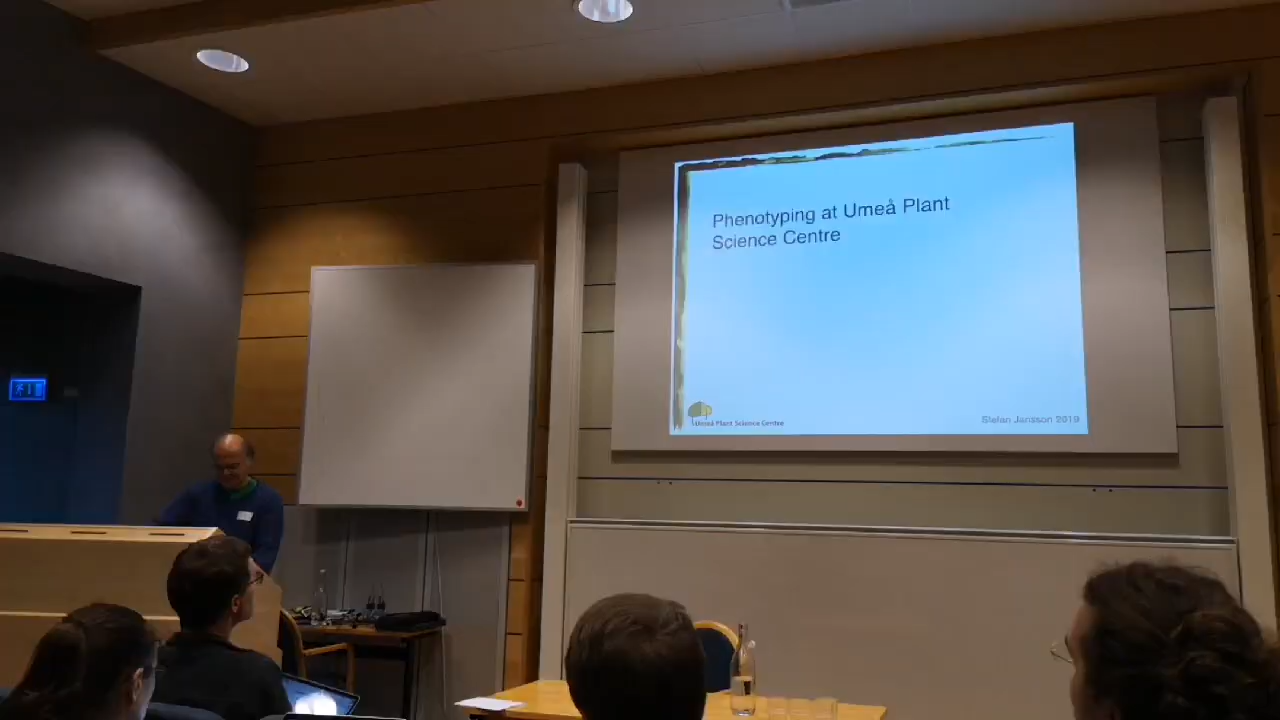 Phenotyping at Umeå Plant
Science Centre
Umeå Plant Science Centre
Stefan Jansson 2019